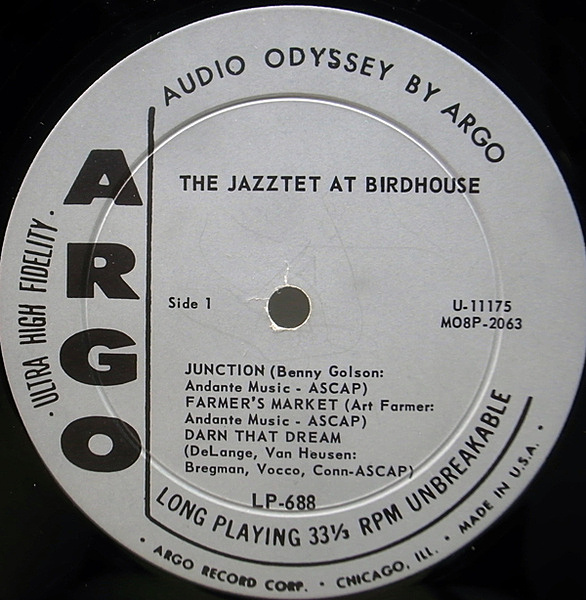 AUDIO ODYSSEY BY ARGO
ARGO
· ULTRA HIGH FIDELITY ·
THE JAZZTET AT BIRDHOUSE
Side 1
U-11175
MO8P-2063
JUNCTION (Benny Golson:
Andante Music - ASCAP)
FARMER'S MARKET (Art Farmer:
Andante Music - ASCAP)
DARN THAT DREAM
(DeLange, Van Heusen:
Bregman, Vocco, Conn-ASCAP)
LP-688
LONG PLAYING 33⅓ RPM UNBREAKABLE
· ARGO RECORD CORP. · CHICAGO, ILL. · MADE IN U.S.A. ·